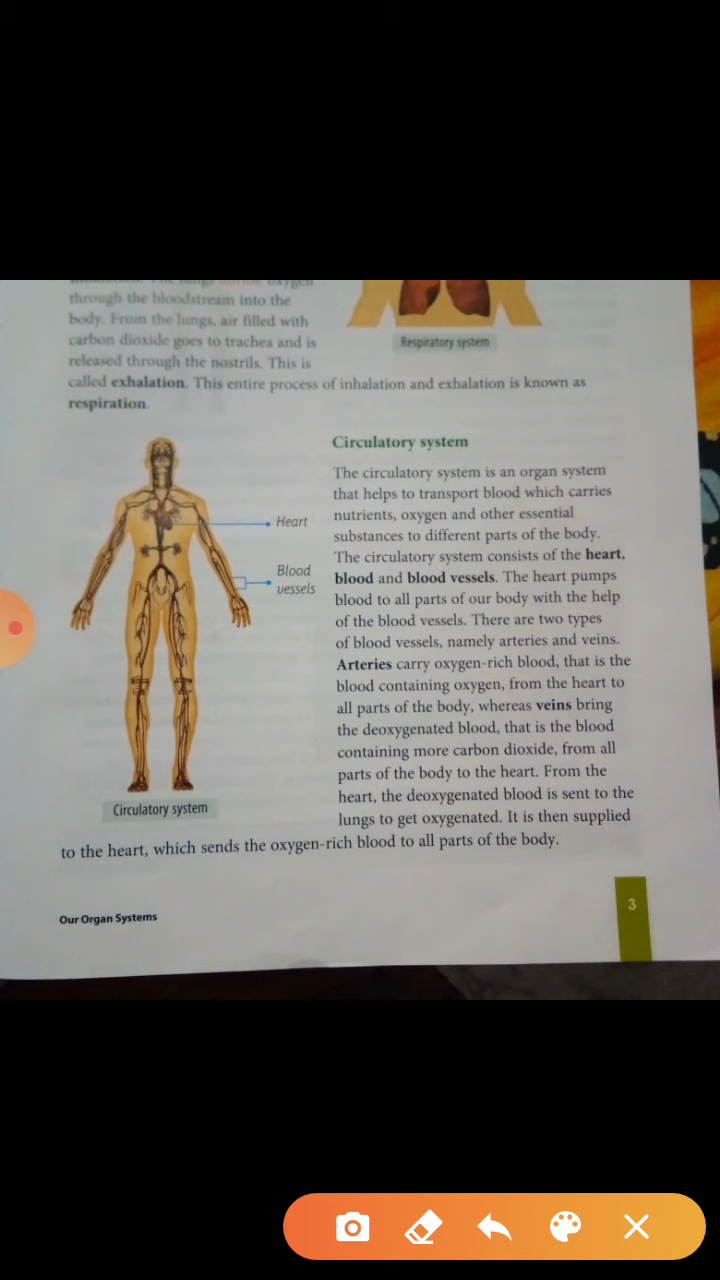 through the bloodstream into the
body. From the lungs, air filled with
carbon dioxide goes to trachea and is
released through the nostrils. This is
called exhalation. This entire process of inhalation and exhalation is known as
respiration.
Respiratory system
Circulatory system
The circulatory system is an organ system
that helps to transport blood which carries
nutrients, oxygen and other essential
substances to different parts of the body.
The circulatory system consists of the heart,
blood and blood vessels. The heart pumps
blood to all parts of our body with the help
of the blood vessels. There are two types
of blood vessels, namely arteries and veins.
Arteries carry oxygen-rich blood, that is the
blood containing oxygen, from the heart to
all parts of the body, whereas veins bring
the deoxygenated blood, that is the blood
containing more carbon dioxide, from all
parts of the body to the heart. From the
heart, the deoxygenated blood is sent to the
lungs to get oxygenated. It is then supplied
to the heart, which sends the oxygen-rich blood to all parts of the body.
Heart
Blood
vessels
Circulatory system
Our Organ Systems
3